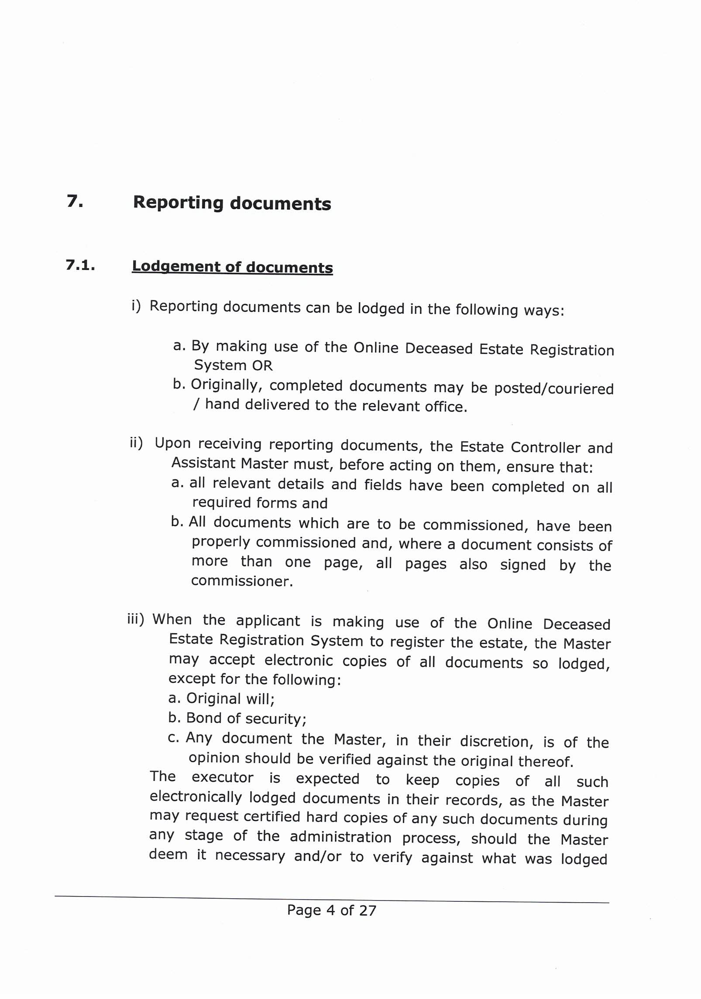 7. Reporting documents
7.1. Lodgement of documents
i) Reporting documents can be lodged in the following ways:
a. By making use of the Online Deceased Estate Registration
System OR
b. Originally, completed documents may be posted/couriered
/ hand delivered to the relevant office.
ii) Upon receiving reporting documents, the Estate Controller and
Assistant Master must, before acting on them, ensure that:
a. all relevant details and fields have been completed on all
required forms and
b. All documents which are to be commissioned, have been
properly commissioned and, where a document consists of
more than one page, all pages also signed by the
commissioner.
iii) When the applicant is making use of the Online Deceased
Estate Registration System to register the estate, the Master
may accept electronic copies of all documents so lodged,
except for the following:
a. Original will;
b. Bond of security;
c. Any document the Master, in their discretion, is of the
opinion should be verified against the original thereof.
The executor is expected to keep copies of all such
electronically lodged documents in their records, as the Master
may request certified hard copies of any such documents during
any stage of the administration process, should the Master
deem it necessary and/or to verify against what was lodged
Page 4 of 27